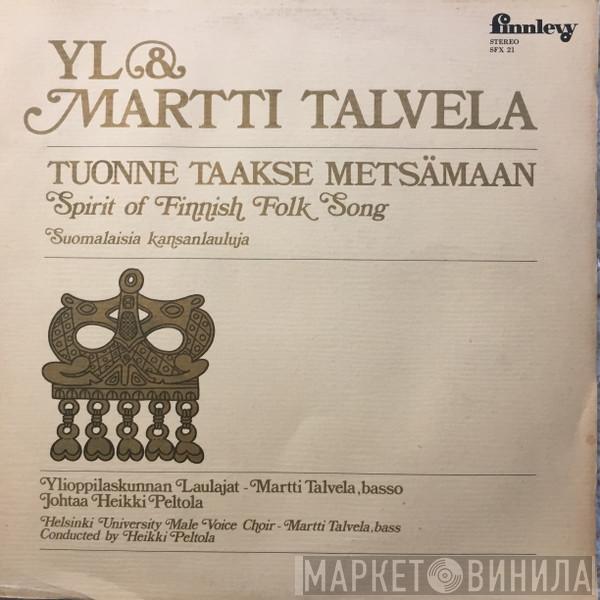 finnlevy
STEREO
SFX 21
YL &
MARTTI TALVELA
TUONNE TAAKSE METSÄMAAN
Spirit of Finnish Folk Song
Suomalaisia kansanlauluja
Ylioppilaskunnan Laulajat - Martti Talvela, basso
Johtaa Heikki Peltola
Helsinki University Male Voice Choir - Martti Talvela, bass
Conducted by Heikki Peltola
МАРКЕТ ВИНИЛА